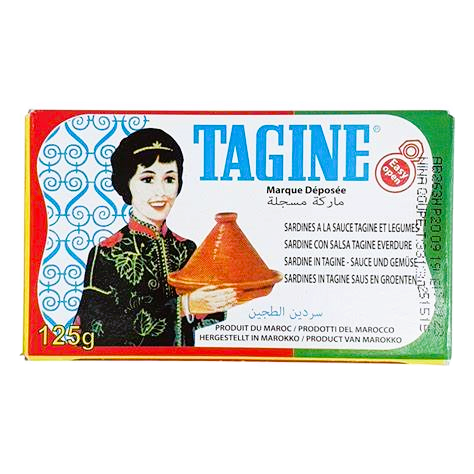 TAGINE®
Marque Déposée
ماركة مسجلة
Easy open
SARDINES A LA SAUCE TAGINE ET LEGUMES
SARDINE CON SALSA TAGINE EVERDURE
SARDINE IN TAGINE - SAUCE UND GEMÜS
SARDINES IN TAGINE SAUS EN GROENTEN
سردين الطجين
125g
PRODUIT DU MAROC / PRODOTTI DEL MAROCCO
HERGESTELLT IN MAROKKO / PRODUCT VAN MAROKKO